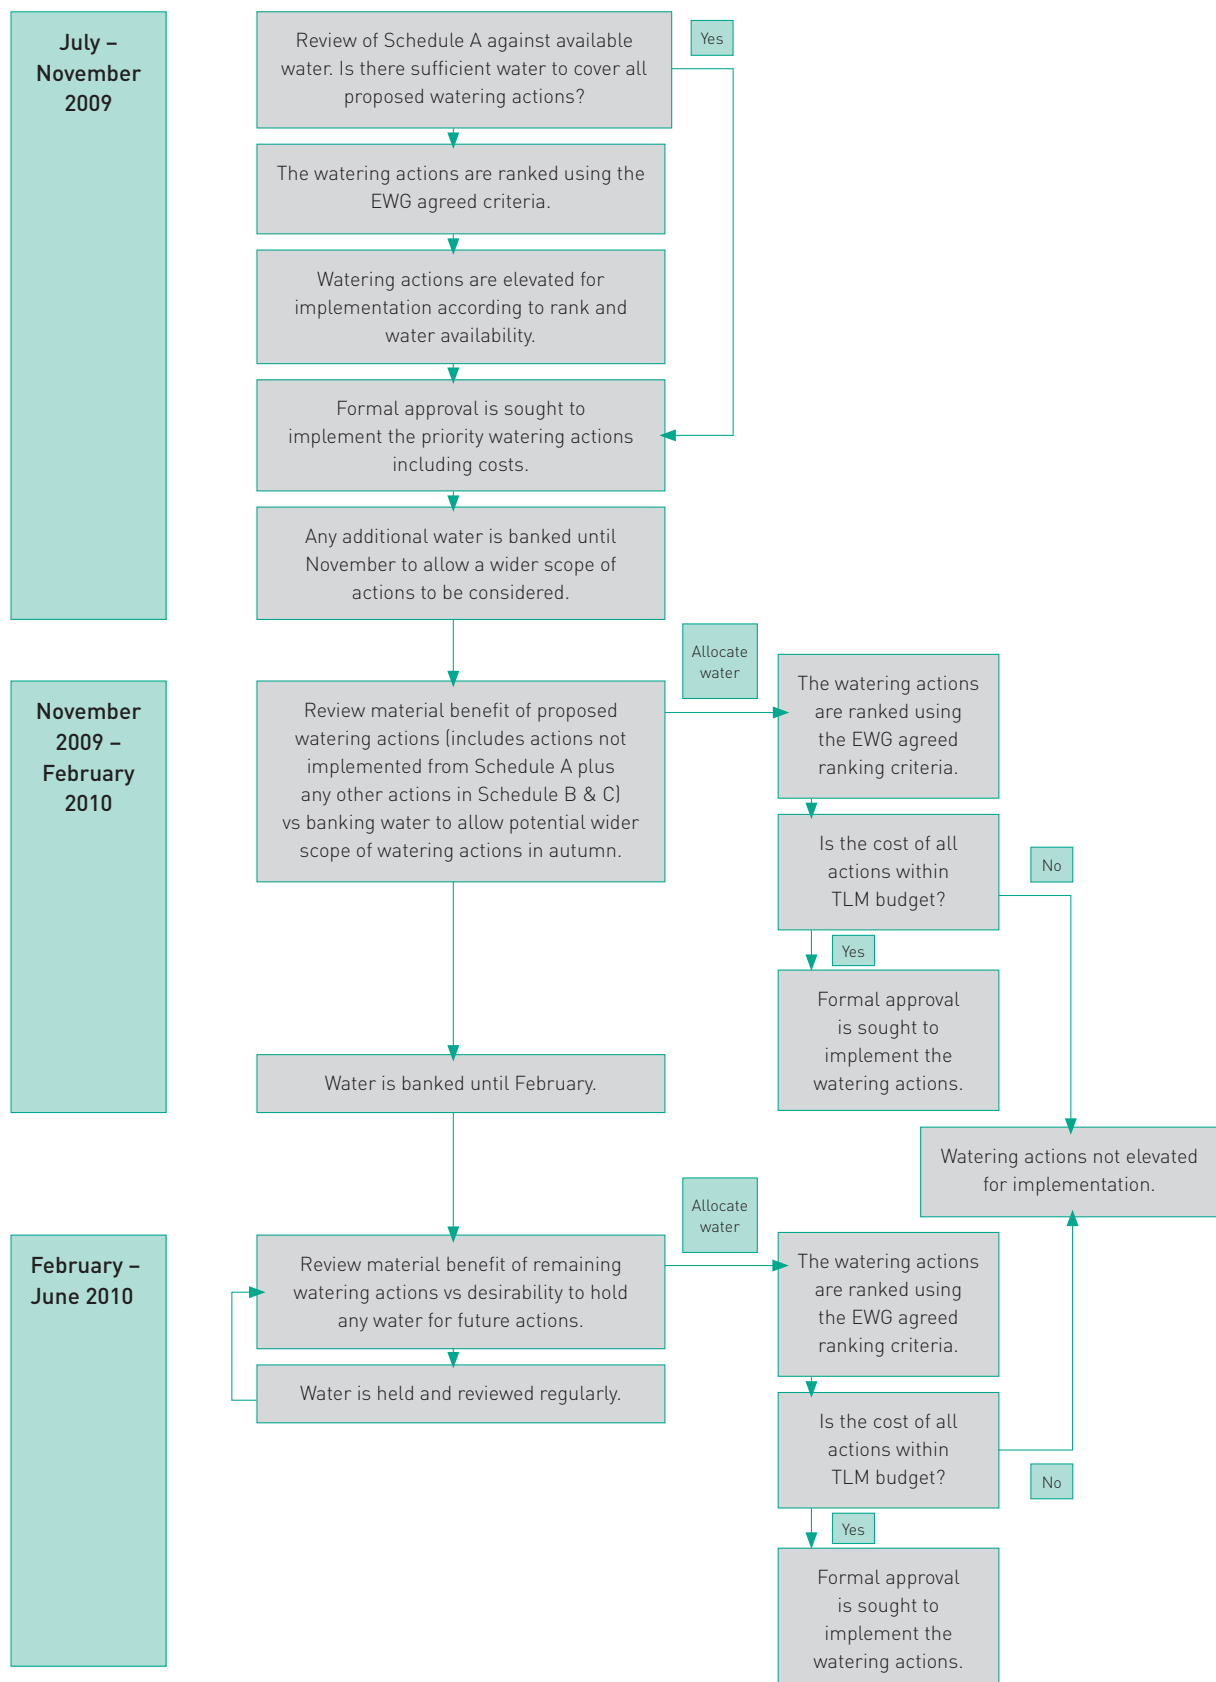 July –
November
2009
Review of Schedule A against available
water. Is there sufficient water to cover all
proposed watering actions?
Yes
The watering actions are ranked using the
EWG agreed criteria.
Watering actions are elevated for
implementation according to rank and
water availability.
Formal approval is sought to
implement the priority watering actions
including costs.
Any additional water is banked until
November to allow a wider scope of
actions to be considered.
November
2009 –
February
2010
Review material benefit of proposed
watering actions (includes actions not
implemented from Schedule A plus
any other actions in Schedule B & C)
vs banking water to allow potential wider
scope of watering actions in autumn.
Allocate
water
The watering actions
are ranked using
the EWG agreed
ranking criteria.
Is the cost of all
actions within
TLM budget?
No
Yes
Formal approval
is sought to
implement the
watering actions.
Water is banked until February.
Watering actions not elevated
for implementation.
February –
June 2010
Review material benefit of remaining
watering actions vs desirability to hold
any water for future actions.
Water is held and reviewed regularly.
Allocate
water
The watering actions
are ranked using
the EWG agreed
ranking criteria.
Is the cost of all
actions within
TLM budget?
No
Yes
Formal approval
is sought to
implement the
watering actions.